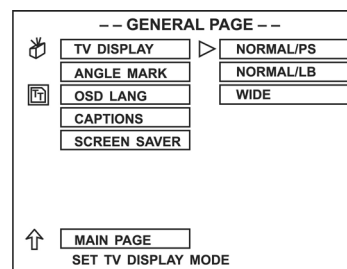 -- GENERAL PAGE --
TV DISPLAY
NORMAL/PS
ANGLE MARK
NORMAL/LB
OSD LANG
WIDE
CAPTIONS
SCREEN SAVER
MAIN PAGE
SET TV DISPLAY MODE